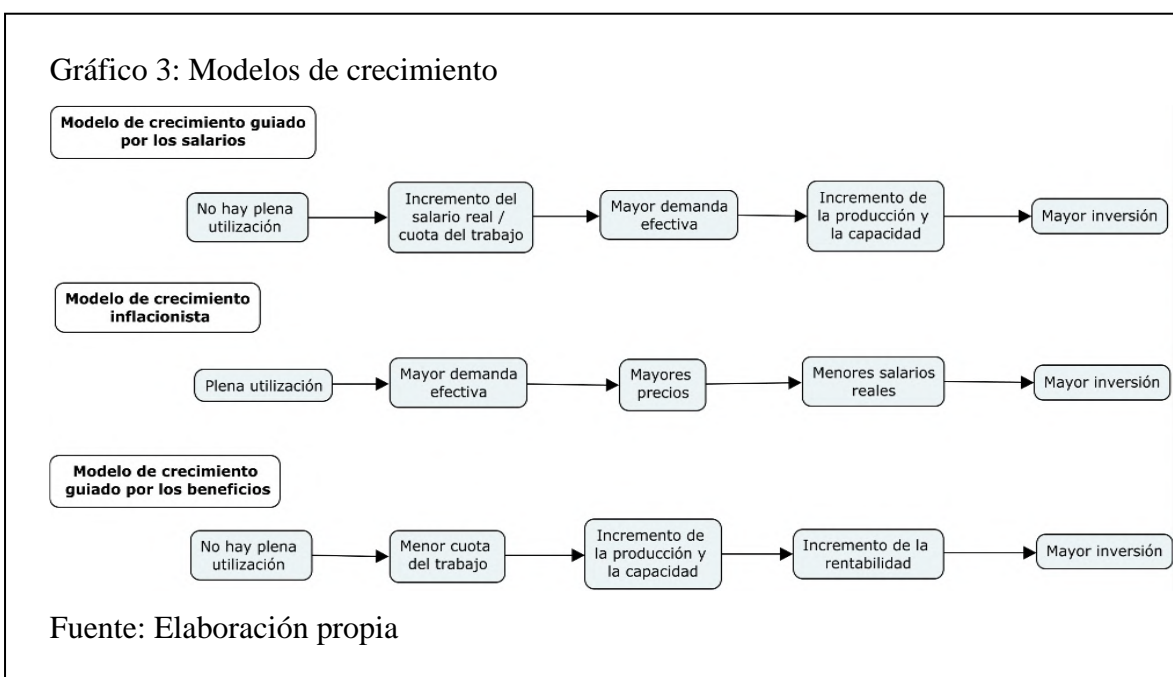 Gráfico 3: Modelos de crecimiento
Modelo de crecimiento guiado
por los salarios
No hay plena
utilización
Incremento del
salario real /
cuota del trabajo
Mayor demanda
efectiva
Incremento de
la producción y
la capacidad
Mayor inversión
Modelo de crecimiento
inflacionista
Plena utilización
Mayor demanda
efectiva
Mayores
precios
Menores salarios
reales
Mayor inversión
Modelo de crecimiento
guiado por los beneficios
No hay plena
utilización
Menor cuota
del trabajo
Incremento de
la producción y
la capacidad
Incremento de la
rentabilidad
Mayor inversión
Fuente: Elaboración propia